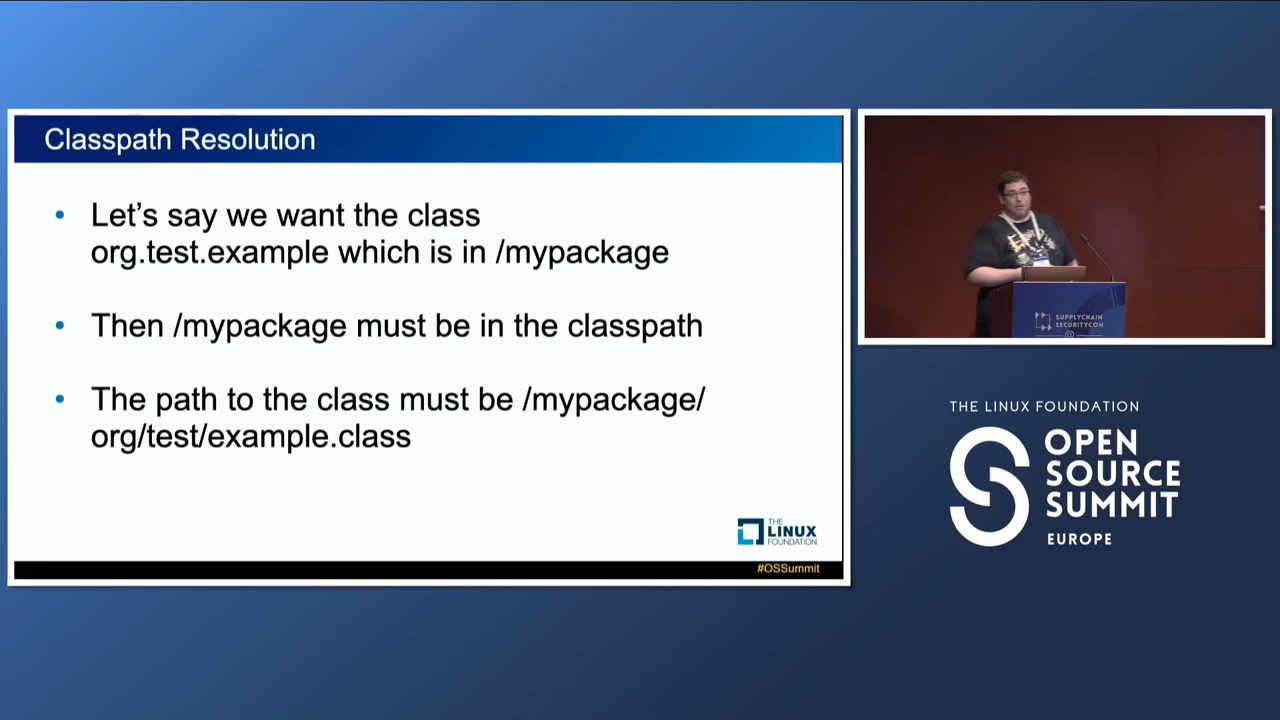 Classpath Resolution
• Let’s say we want the class
org.test.example which is in /mypackage
• Then /mypackage must be in the classpath
• The path to the class must be /mypackage/
org/test/example.class
THE
LINUX
FOUNDATION
#OSSummit
SUPPLYCHAIN
SECURITYCON
@
THE LINUX FOUNDATION
OPEN
SOURCE
SUMMIT
EUROPE